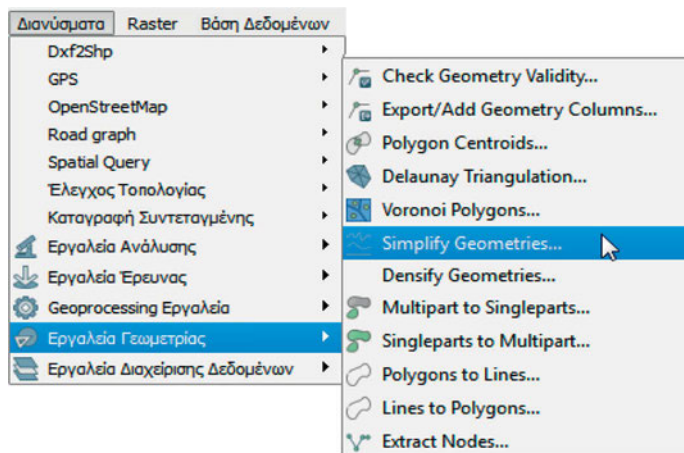 Διανύσματα Raster Βάση Δεδομένων
Dxf2Shp
GPS
OpenStreetMap
Road graph
Spatial Query
Έλεγχος Τοπολογίας
Καταγραφή Συντεταγμένης
Εργαλεία Ανάλυσης
Εργαλεία Έρευνας
Geoprocessing Εργαλεία
Εργαλεία Γεωμετρίας
Εργαλεία Διαχείρισης Δεδομένων
Check Geometry Validity...
Export/Add Geometry Columns...
Polygon Centroids...
Delaunay Triangulation...
Voronoi Polygons...
Simplify Geometries...
Densify Geometries...
Multipart to Singleparts...
Singleparts to Multipart...
Polygons to Lines...
Lines to Polygons...
Extract Nodes...